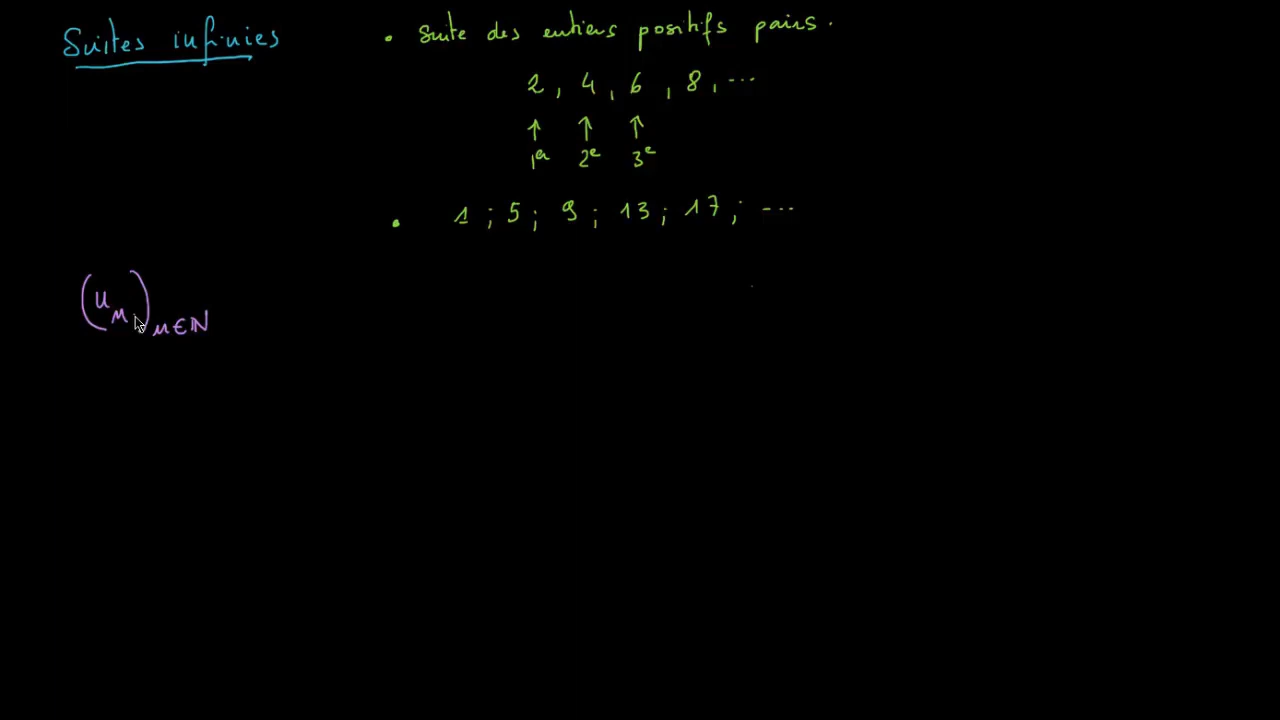 Suites infinies
• suite des entiers positifs pairs.
2, 4, 6, 8, ...
↑ ↑ ↑
1er 2e 3e
• 1 ; 5 ; 9 ; 13 ; 17 ; ...
(u_n)_{n∈ℕ}